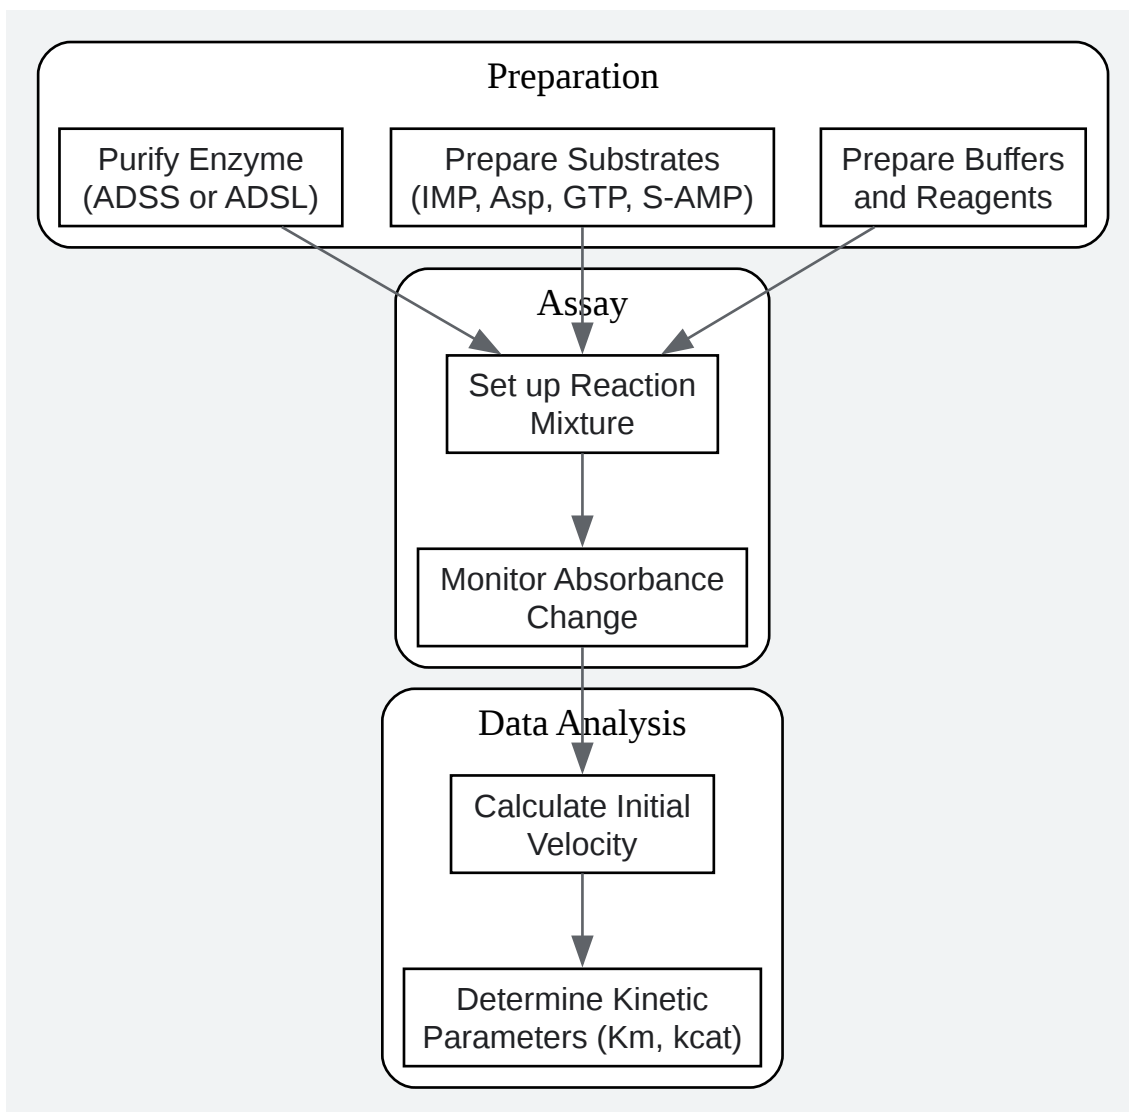 Preparation
Purify Enzyme
(ADSS or ADSL)
Prepare Substrates
(IMP, Asp, GTP, S-AMP)
Prepare Buffers
and Reagents
Assay
Set up Reaction
Mixture
Monitor Absorbance
Change
Data Analysis
Calculate Initial
Velocity
Determine Kinetic
Parameters (Km, kcat)